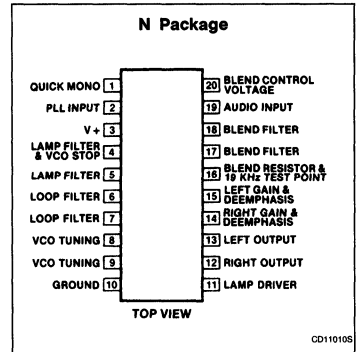 N Package
QUICK MONO 1
PLL INPUT 2
V+ 3
LAMP FILTER
& VCO STOP 4
LAMP FILTER 5
LOOP FILTER 6
LOOP FILTER 7
VCO TUNING 8
VCO TUNING 9
GROUND 10
20 BLEND CONTROL
VOLTAGE
19 AUDIO INPUT
18 BLEND FILTER
17 BLEND FILTER
16 BLEND RESISTOR &
19 KHz TEST POINT
15 LEFT GAIN &
DEEMPHASIS
14 RIGHT GAIN &
DEEMPHASIS
13 LEFT OUTPUT
12 RIGHT OUTPUT
11 LAMP DRIVER
TOP VIEW
CD11010S